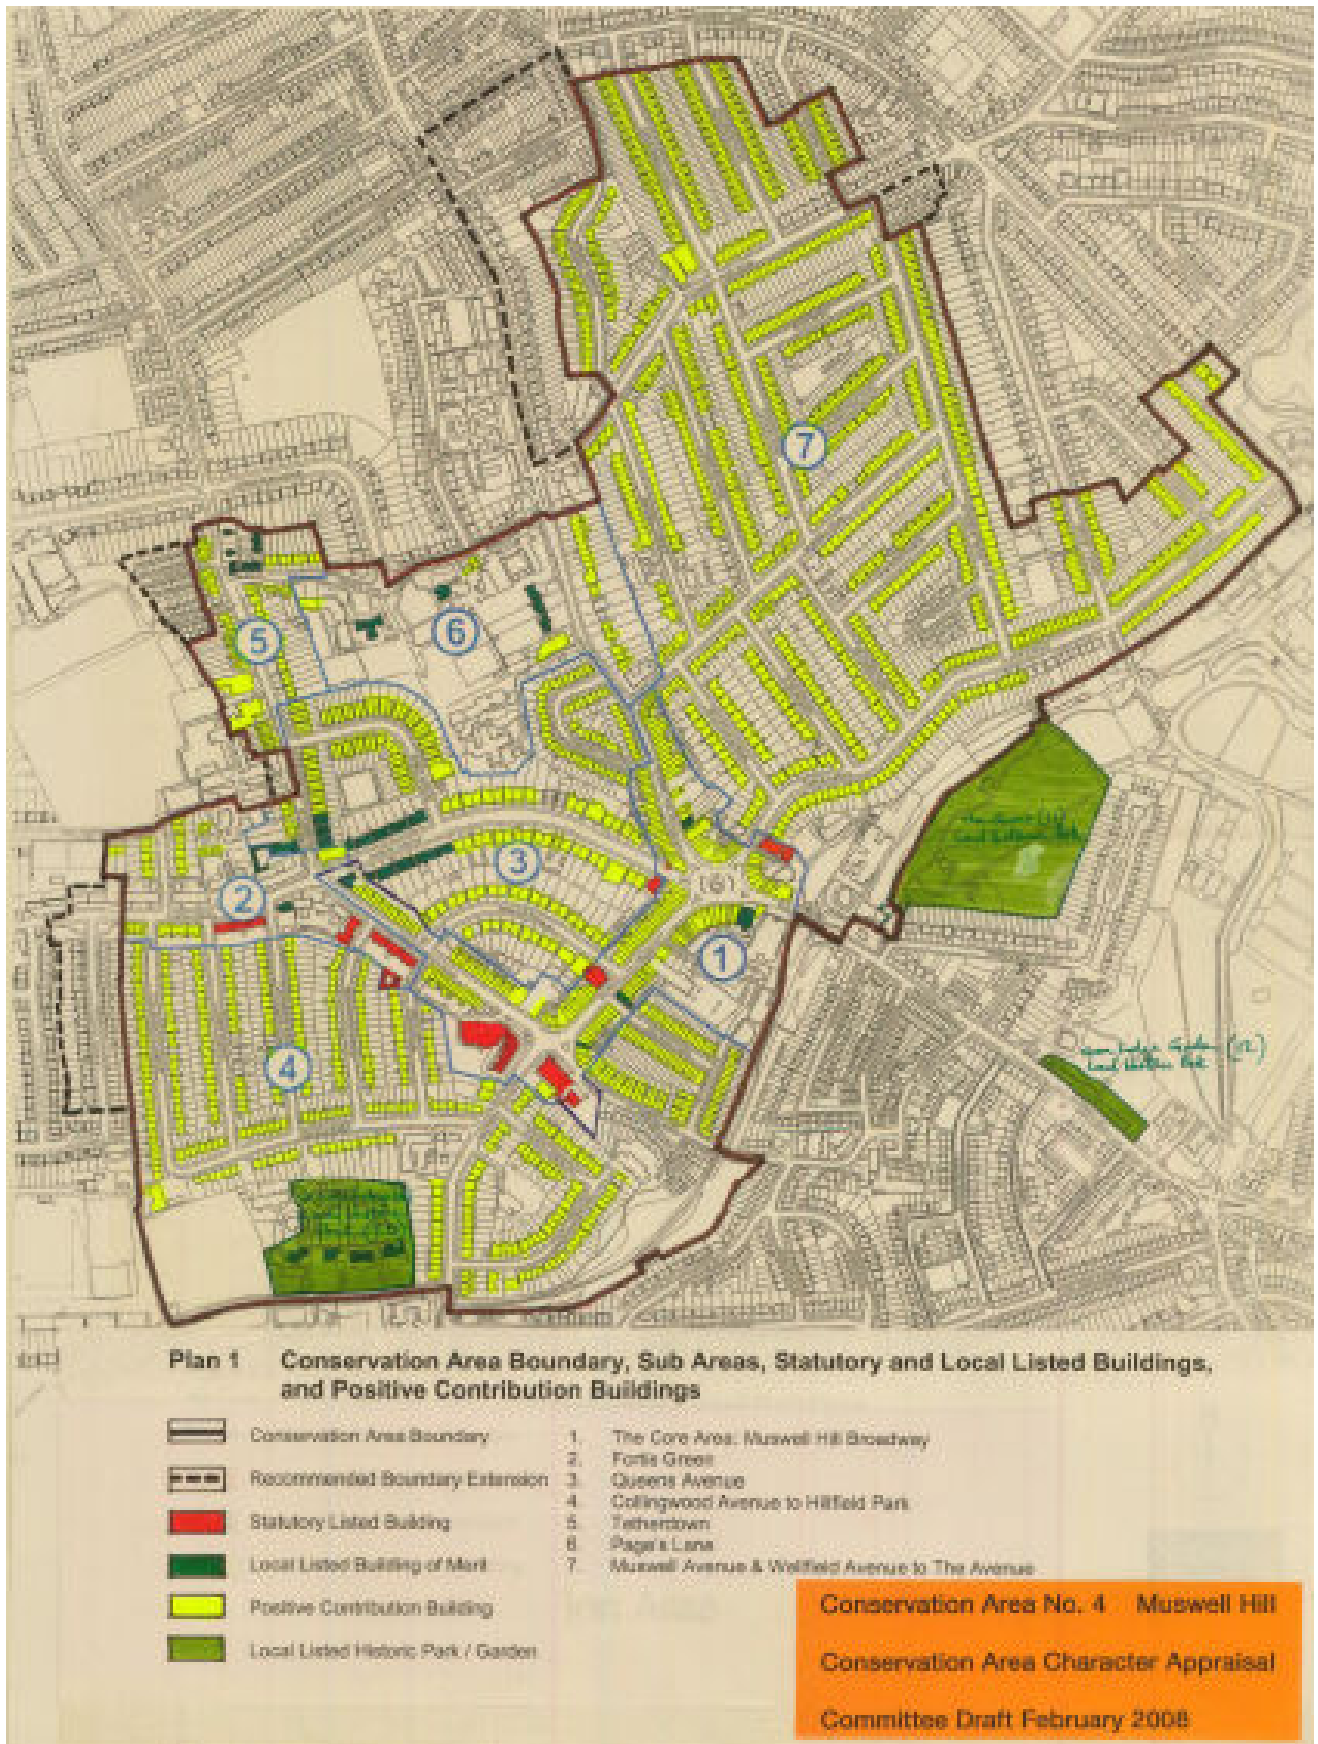 7
5
6
3
2
1
4
Plan 1 Conservation Area Boundary, Sub Areas, Statutory and Local Listed Buildings,
and Positive Contribution Buildings
Conservation Area Boundary
Recommended Boundary Extension
Statutory Listed Building
Local Listed Building of Merit
Positive Contribution Building
Local Listed Historic Park / Garden
1. The Core Area: Muswell Hill Broadway
2. Fortis Green
3. Queens Avenue
4. Collingwood Avenue to Hillfield Park
5. Tetherdown
6. Page's Lane
7. Muswell Avenue & Wellfield Avenue to The Avenue
Conservation Area No. 4 Muswell Hill
Conservation Area Character Appraisal
Committee Draft February 2008